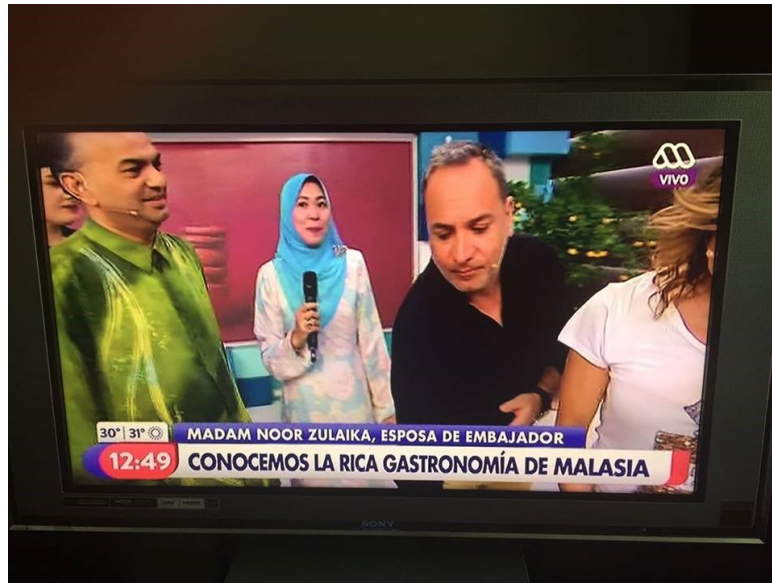 VIVO
30° 31°
MADAM NOOR ZULAIKA, ESPOSA DE EMBAJADOR
12:49
CONOCEMOS LA RICA GASTRONOMÍA DE MALASIA
SONY